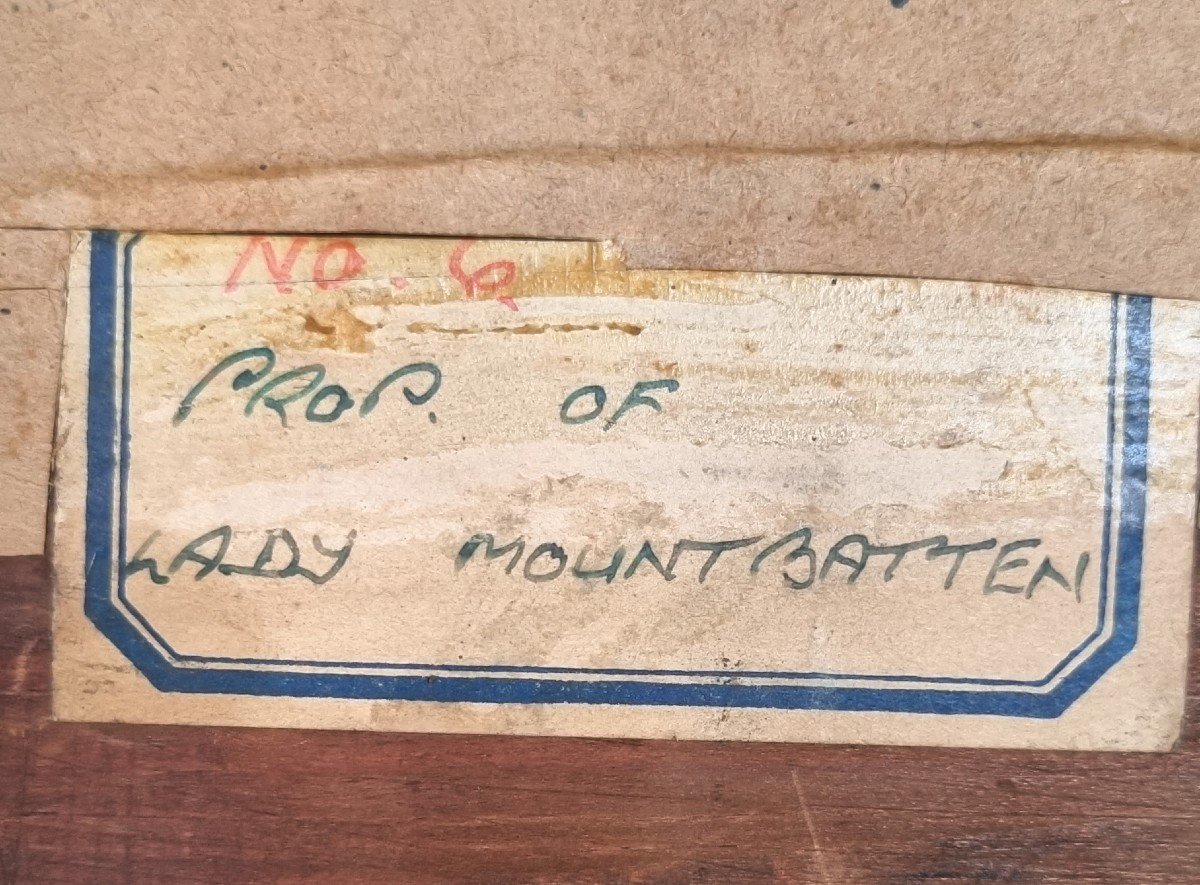 NO. 6
PROP. OF
LADY MOUNTBATTEN